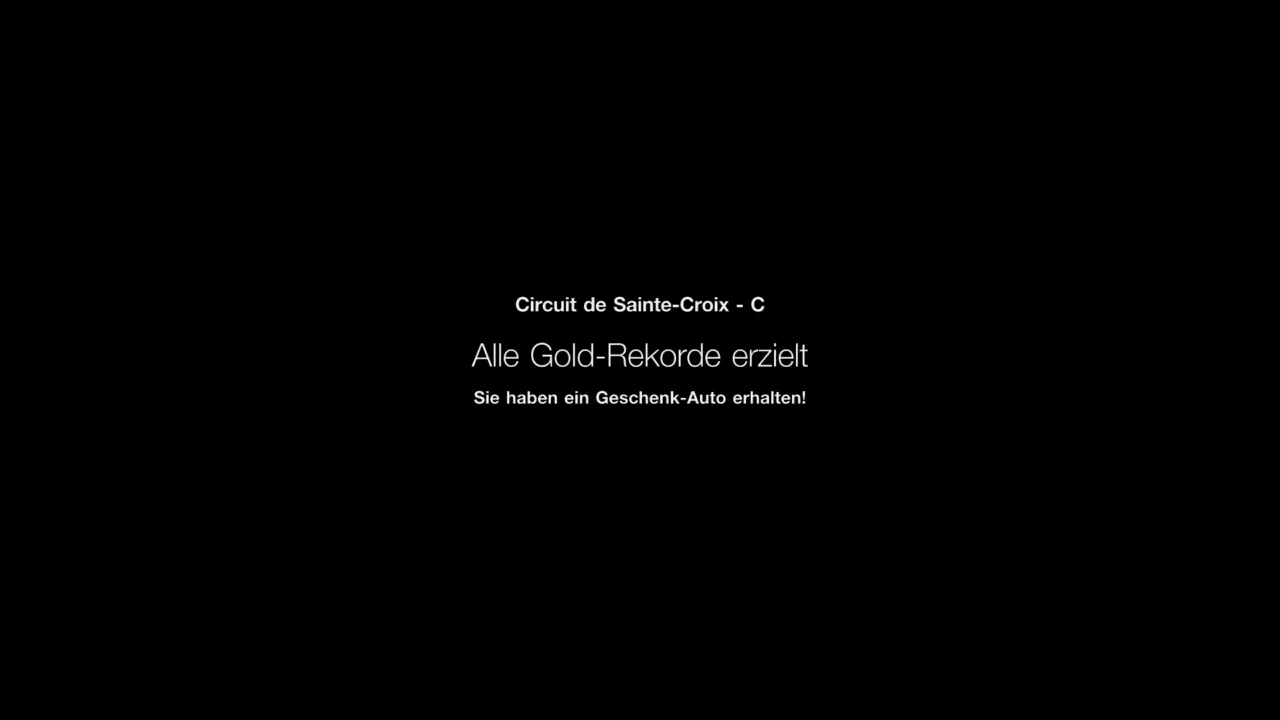 Circuit de Sainte-Croix - C
Alle Gold-Rekorde erzielt
Sie haben ein Geschenk-Auto erhalten!